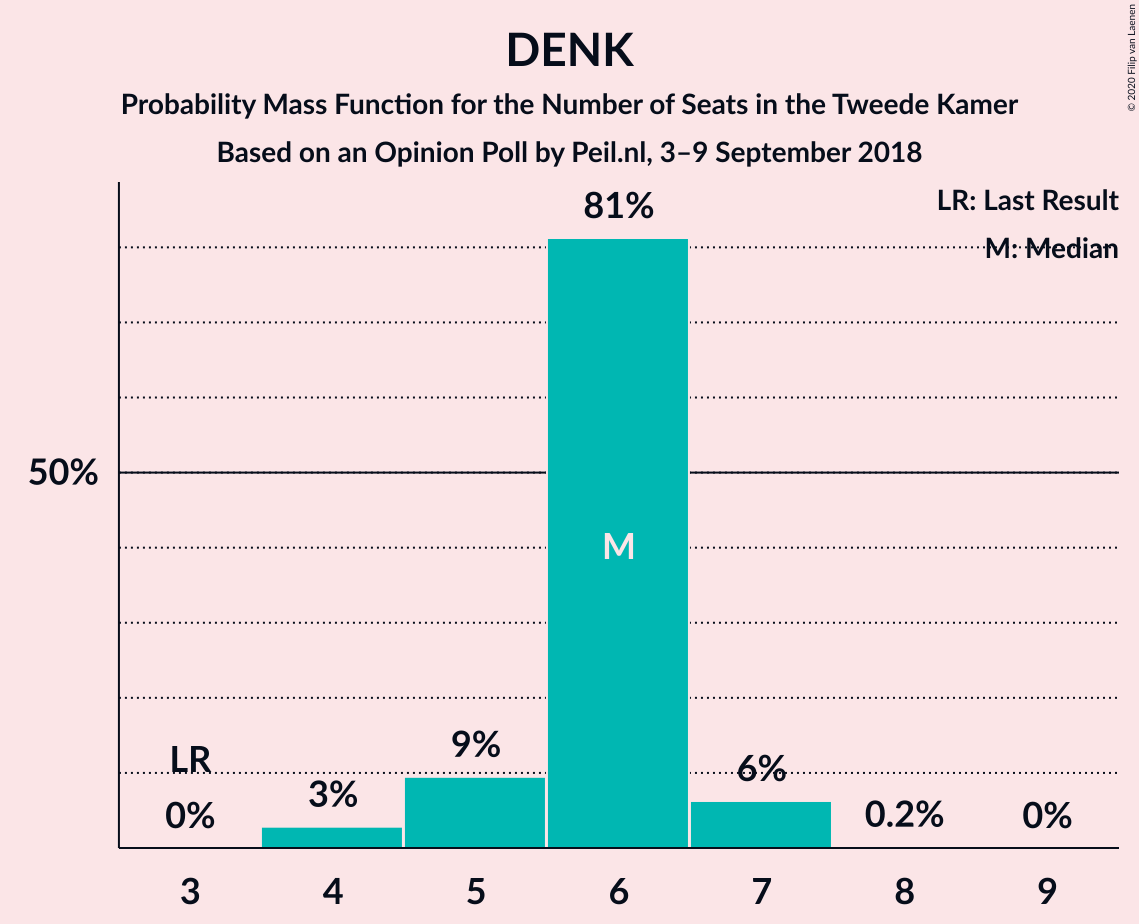 DENK
Probability Mass Function for the Number of Seats in the Tweede Kamer
Based on an Opinion Poll by Peil.nl, 3–9 September 2018
© 2020 Filip van Laenen
LR: Last Result
M: Median
81%
50%
M
9%
LR
6%
3%
0%
0.2%
0%
3 4 5 6 7 8 9